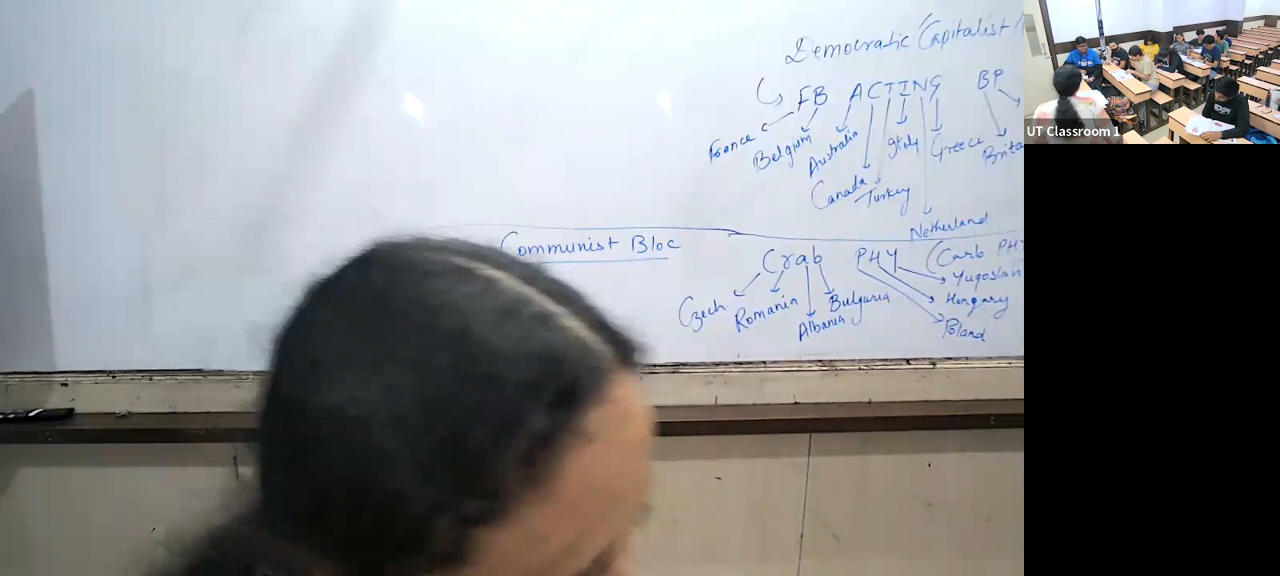 Democratic (Capitalist
FB ACTING BP
France Belgium Australia Italy Greece Brita
Canada Turkey
Netherland
Communist Bloc Crab PHY (Carb PHY
Yugoslav
Czech. Romania Bulgaria Hungary
Albania Poland
UT Classroom 1